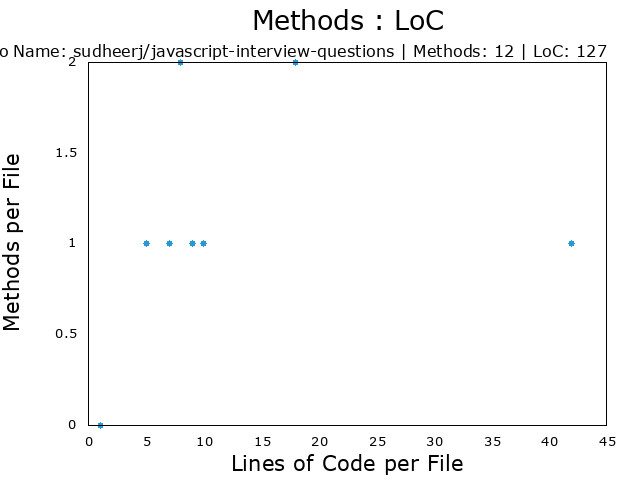 Methods : LoC
o Name: sudheerj/javascript-interview-questions | Methods: 12 | LoC: 127
2
1.5
1
0.5
0
Methods per File
0 5 10 15 20 25 30 35 40 45
Lines of Code per File